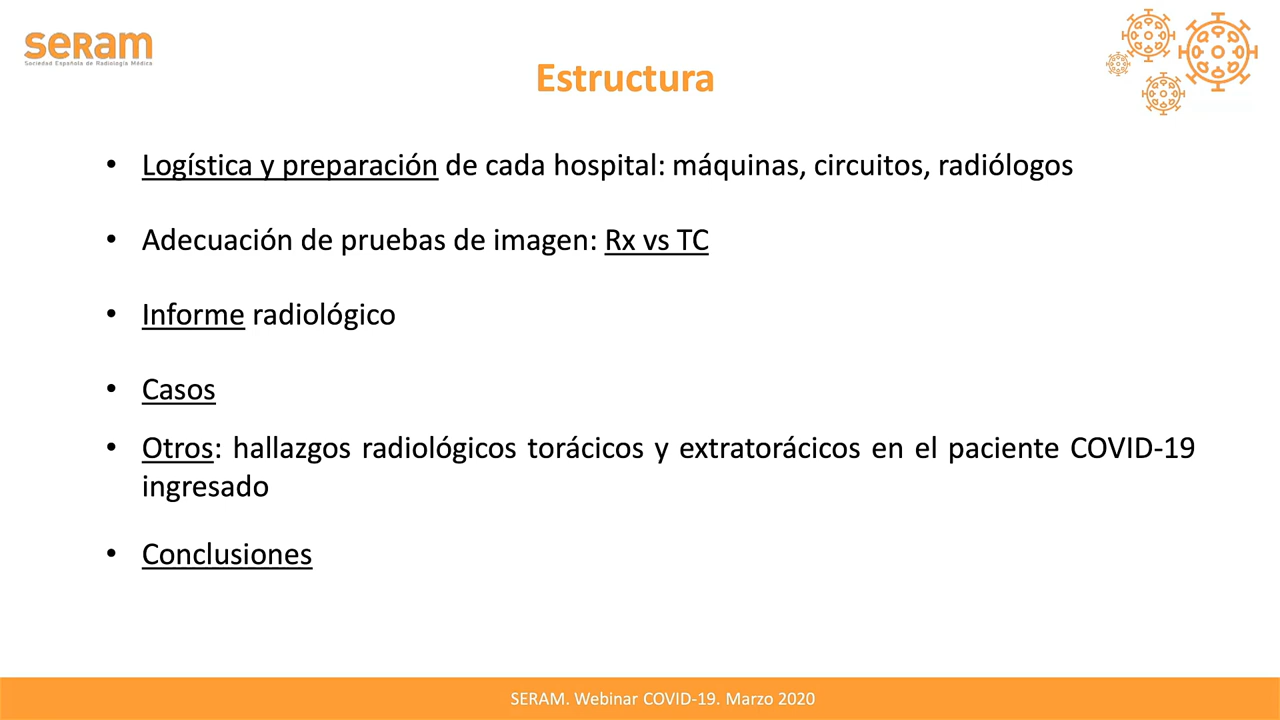 seRam
Sociedad Española de Radiología Médica
Estructura
• Logística y preparación de cada hospital: máquinas, circuitos, radiólogos
• Adecuación de pruebas de imagen: Rx vs TC
• Informe radiológico
• Casos
• Otros: hallazgos radiológicos torácicos y extratorácicos en el paciente COVID-19
ingresado
• Conclusiones
SERAM. Webinar COVID-19. Marzo 2020